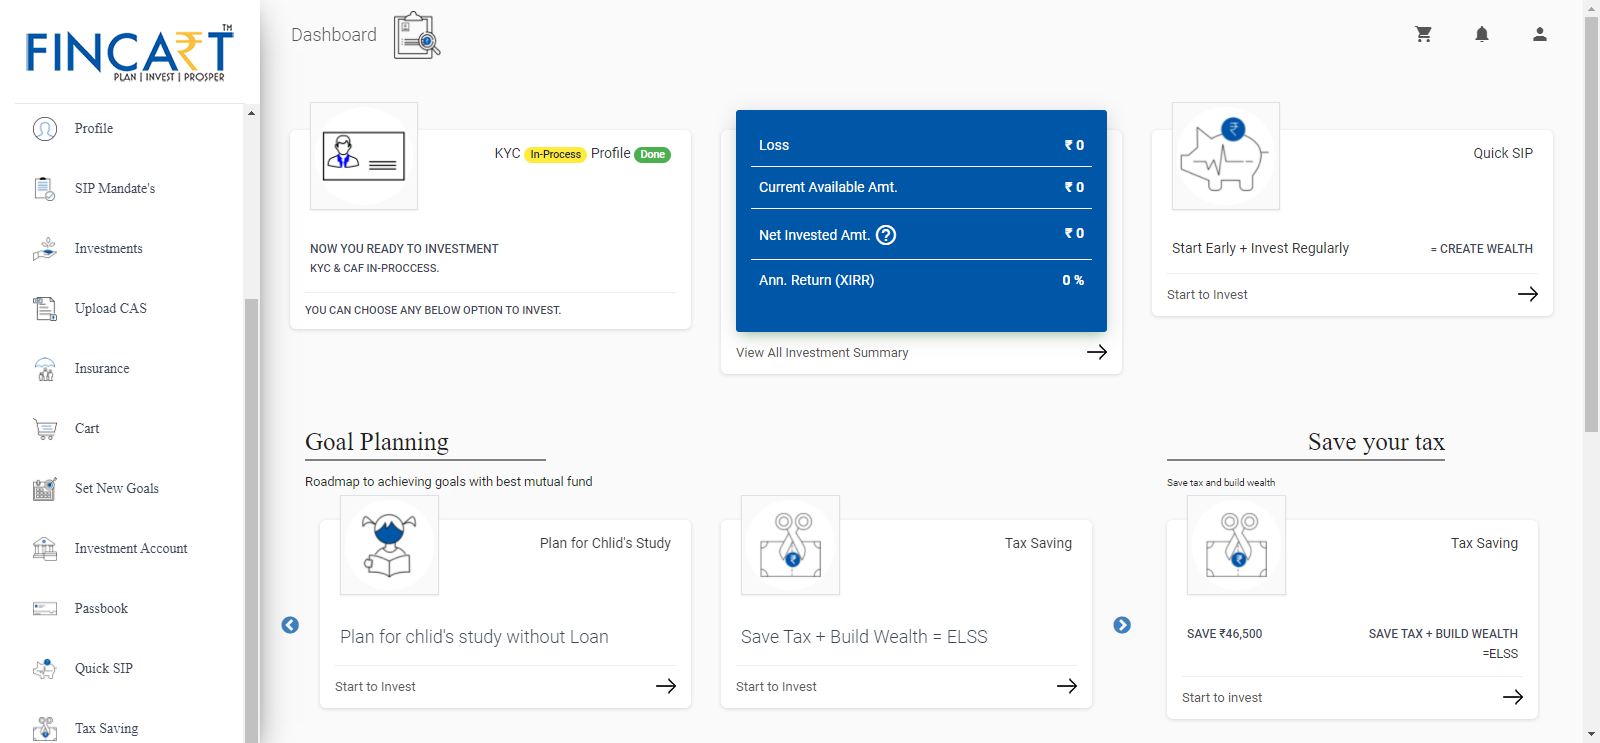 FINCART™
PLAN | INVEST | PROSPER
Profile
SIP Mandate's
Investments
Upload CAS
Insurance
Cart
Set New Goals
Investment Account
Passbook
Quick SIP
Tax Saving
Dashboard
KYC In-Process Profile Done
NOW YOU READY TO INVESTMENT
KYC & CAF IN-PROCCESS.
YOU CAN CHOOSE ANY BELOW OPTION TO INVEST.
Loss ₹ 0
Current Available Amt. ₹ 0
Net Invested Amt. ? ₹ 0
Ann. Return (XIRR) 0 %
View All Investment Summary
Quick SIP
Start Early + Invest Regularly = CREATE WEALTH
Start to Invest
Goal Planning
Roadmap to achieving goals with best mutual fund
Plan for Chlid's Study
Plan for chlid's study without Loan
Start to Invest
Tax Saving
Save Tax + Build Wealth = ELSS
Start to Invest
Save your tax
Save tax and build wealth
Tax Saving
SAVE ₹46,500 SAVE TAX + BUILD WEALTH
=ELSS
Start to invest